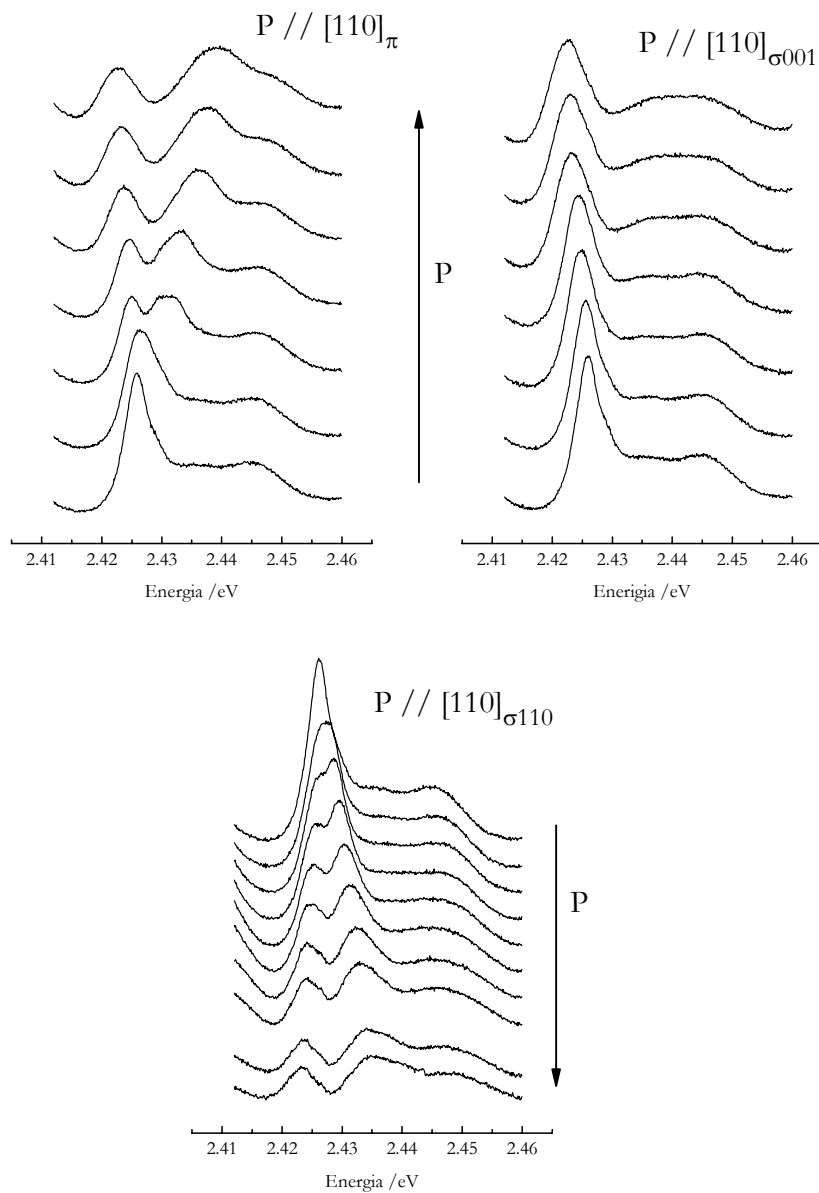 P // [110]π
P // [110]σ001
P
2.41 2.42 2.43 2.44 2.45 2.46
Energia /eV
2.41 2.42 2.43 2.44 2.45 2.46
Enerigia /eV
P // [110]σ110
P
2.41 2.42 2.43 2.44 2.45 2.46
Energia /eV